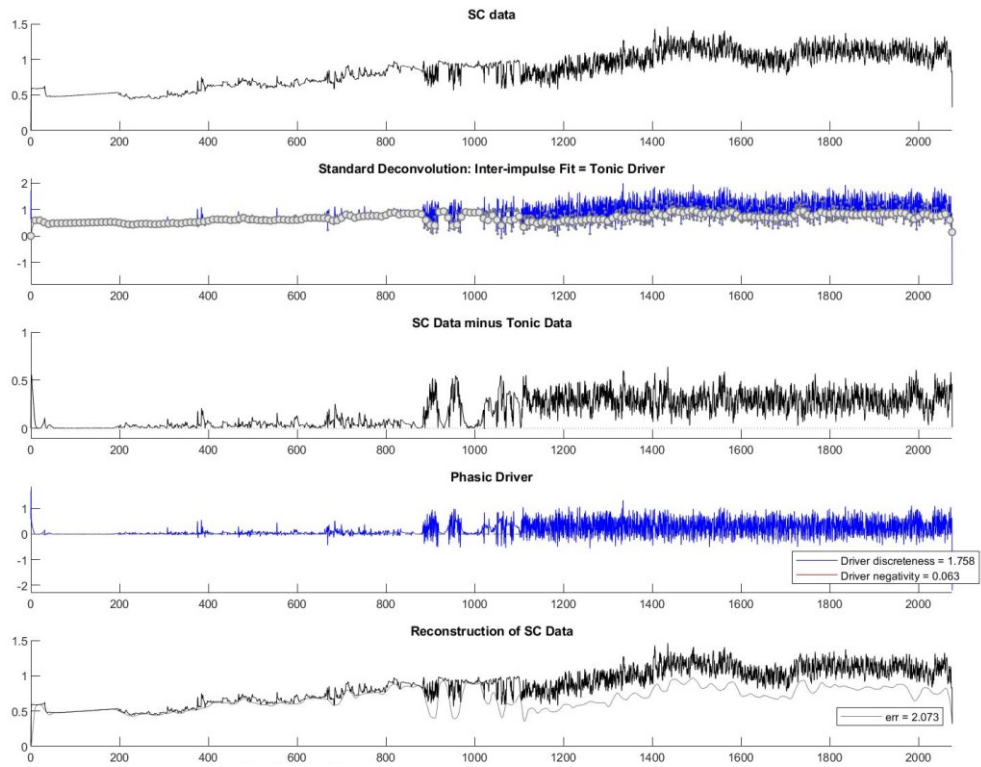 SC data
1.5
1
0.5
0
0 200 400 600 800 1000 1200 1400 1600 1800 2000
Standard Deconvolution: Inter-impulse Fit = Tonic Driver
2
1
0
-1
0 200 400 600 800 1000 1200 1400 1600 1800 2000
SC Data minus Tonic Data
1
0.5
0
0 200 400 600 800 1000 1200 1400 1600 1800 2000
Phasic Driver
1
0
-1
-2
Driver discreteness = 1.758
Driver negativity = 0.063
0 200 400 600 800 1000 1200 1400 1600 1800 2000
Reconstruction of SC Data
1.5
1
0.5
0
err = 2.073
0 200 400 600 800 1000 1200 1400 1600 1800 2000